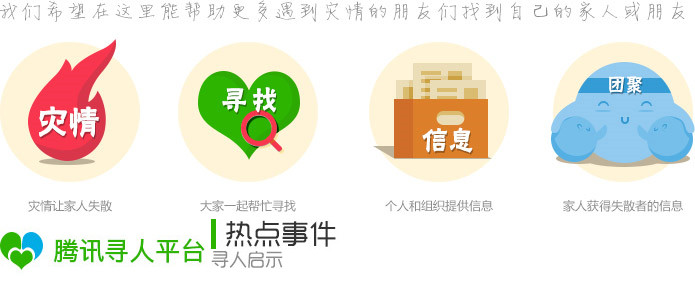 我们希望在这里能帮助更多遇到灾情的朋友们找到自己的家人或朋友
灾情
寻找
信息
团聚
灾情让家人失散
大家一起帮忙寻找
个人和组织提供信息
家人获得失散者的信息
腾讯寻人平台
热点事件
寻人启示